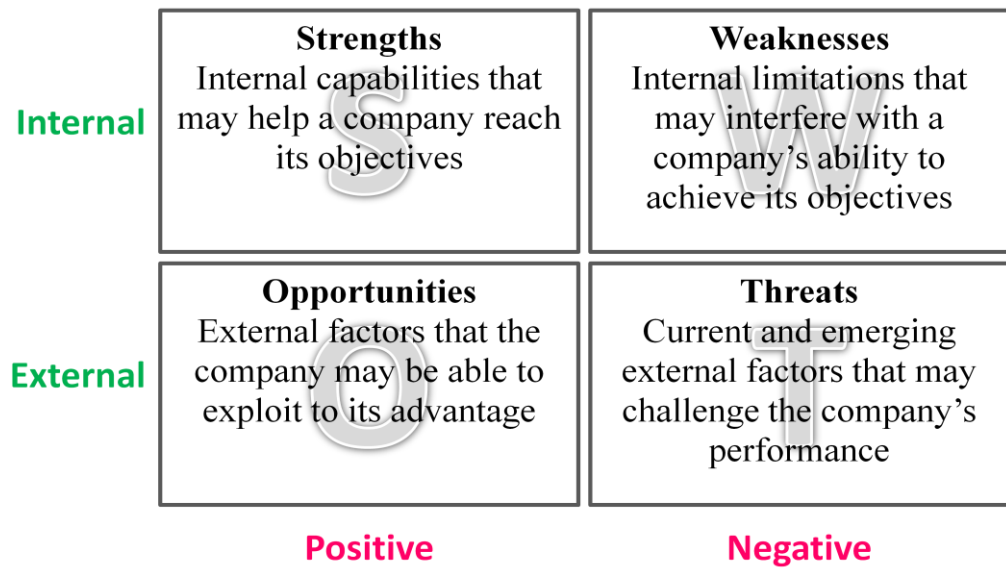 Strengths
Internal capabilities that
may help a company reach
its objectives
S
Weaknesses
Internal limitations that
may interfere with a
company's ability to
achieve its objectives
W
Internal
Opportunities
External factors that the
company may be able to
exploit to its advantage
O
Threats
Current and emerging
external factors that may
challenge the company's
performance
T
External
Positive
Negative